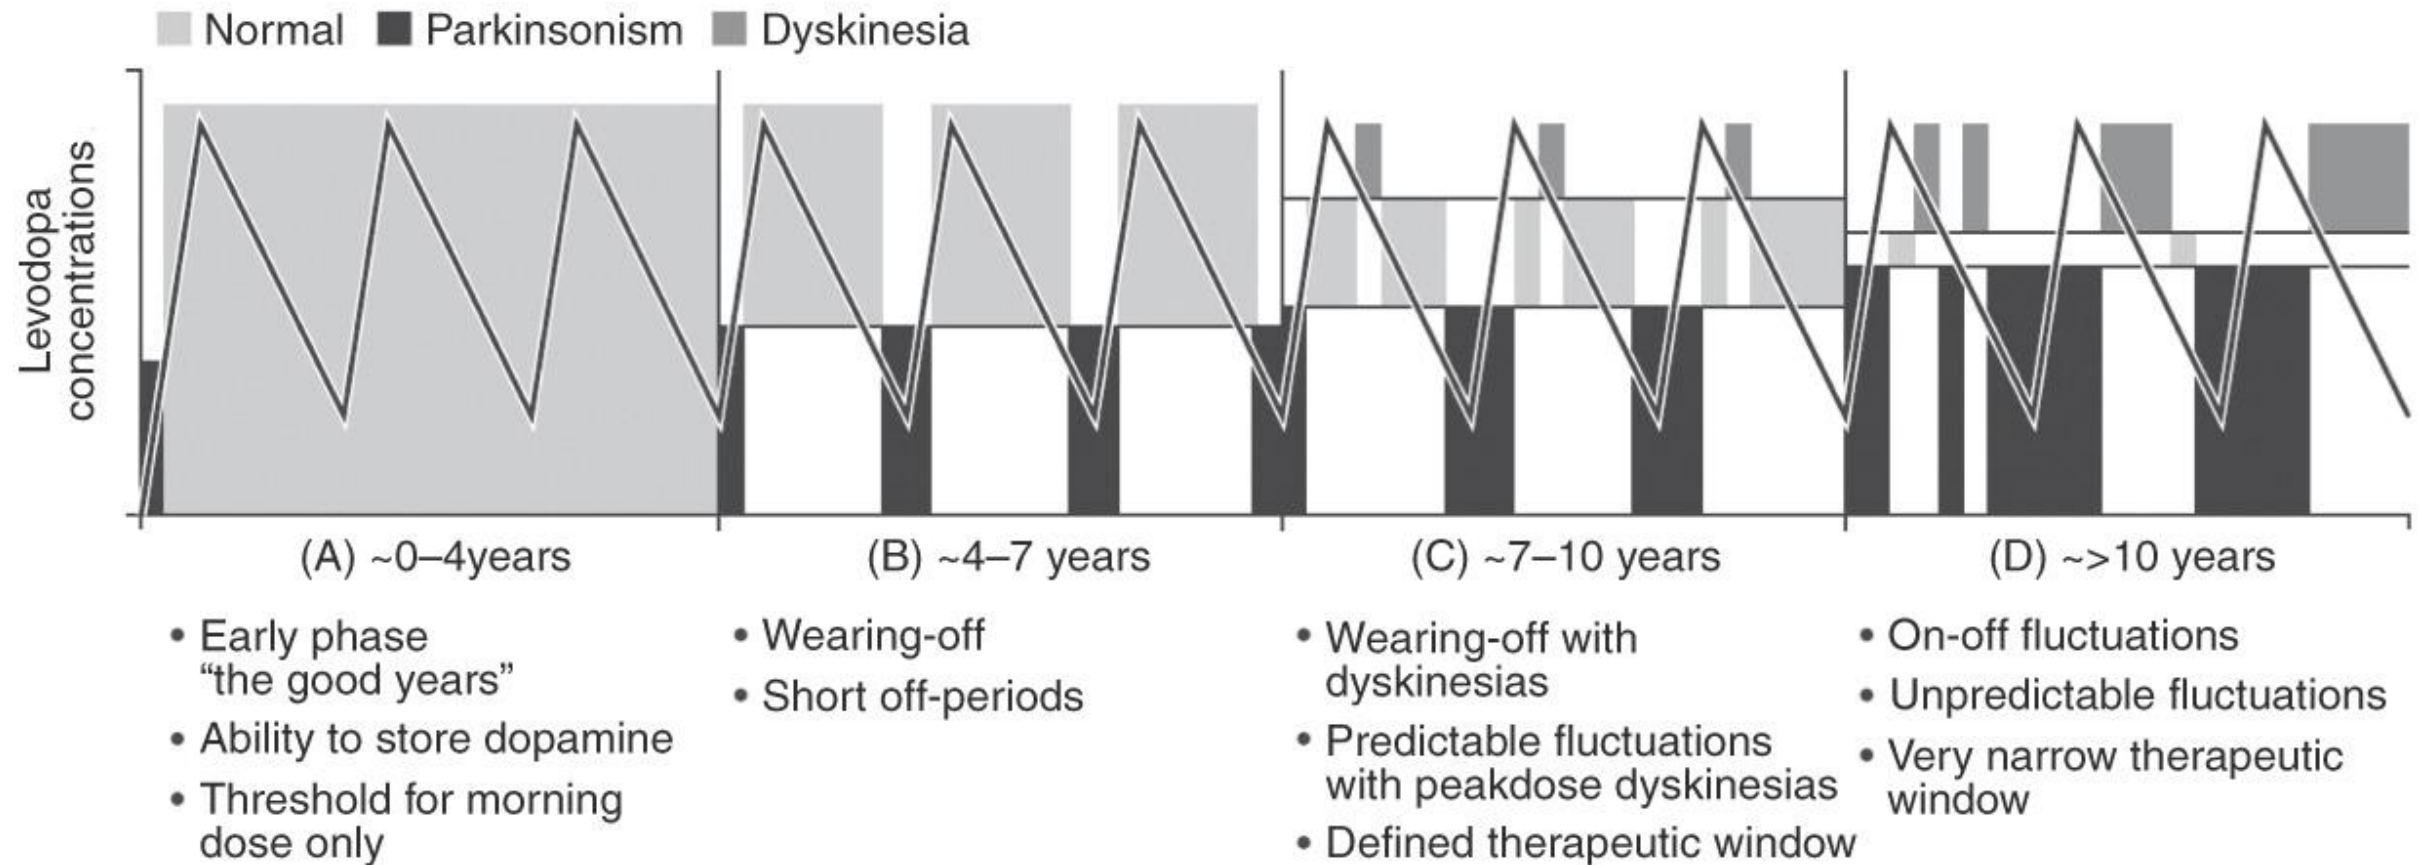 Normal Parkinsonism Dyskinesia
Levodopa
concentrations
(A) ~0–4years
(B) ~4–7 years
(C) ~7–10 years
(D) ~>10 years
• Early phase
“the good years”
• Ability to store dopamine
• Threshold for morning
dose only
• Wearing-off
• Short off-periods
• Wearing-off with
dyskinesias
• Predictable fluctuations
with peakdose dyskinesias
• Defined therapeutic window
• On-off fluctuations
• Unpredictable fluctuations
• Very narrow therapeutic
window